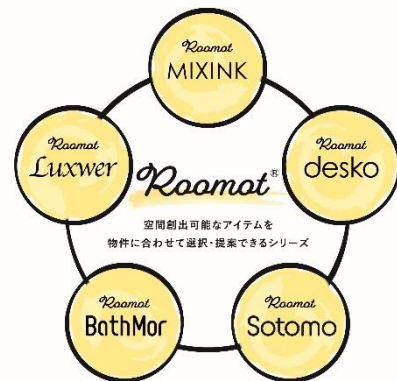 Roomot
MIXINK
Roomot
Luxwer
Roomot
desko
Roomot®
空間創出可能なアイテムを
物件に合わせて選択・提案できるシリーズ
Roomot
BathMor
Roomot
Sotomo